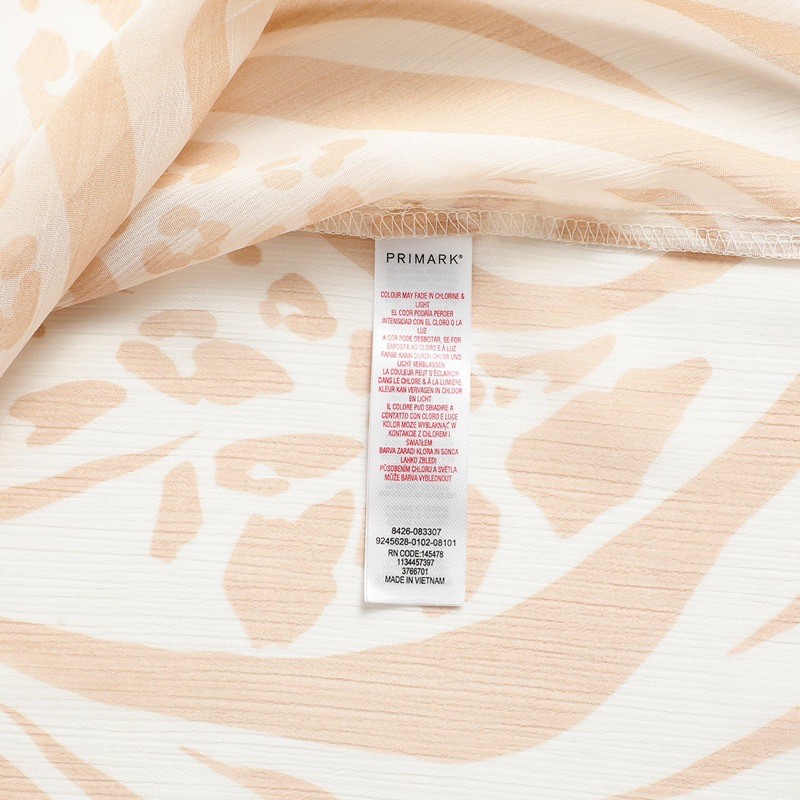 PRIMARK®
COLOUR MAY FADE IN CHLORINE &
LIGHT
EL COOR PODRÍA PERDER
INTENSIDAD CON EL CLORO O LA
LUZ
A COR PODE DESBOTAR, SE FOR
EXPOSTA AO CLORO E À LUZ
FARBE KANN DURCH CHLOR UND
LICHT VERBLASSEN
LA COULEUR PEUT S'ÉCLAIRCIR
DANS LE CHLORE & À LA LUMIÈRE
KLEUR KAN VERVAGEN IN CHLOOR
EN LICHT
IL COLORE PUÒ SBIADIRE A
CONTATTO CON CLORO E LUCE
KOLOR MOŻE WYBLAKNĄĆ W
KONTAKCIE Z CHLOREM I
ŚWIATŁEM
BARVA ZARADI KLORA IN SONCA
LAHKO ZBLEDI
PŮSOBENÍM CHLORU A SVĚTLA
MŮŽE BARVA VYBLEDNOUT
8426-083307
9245628-0102-08101
RN CODE:145478
1134457397
3766701
MADE IN VIETNAM